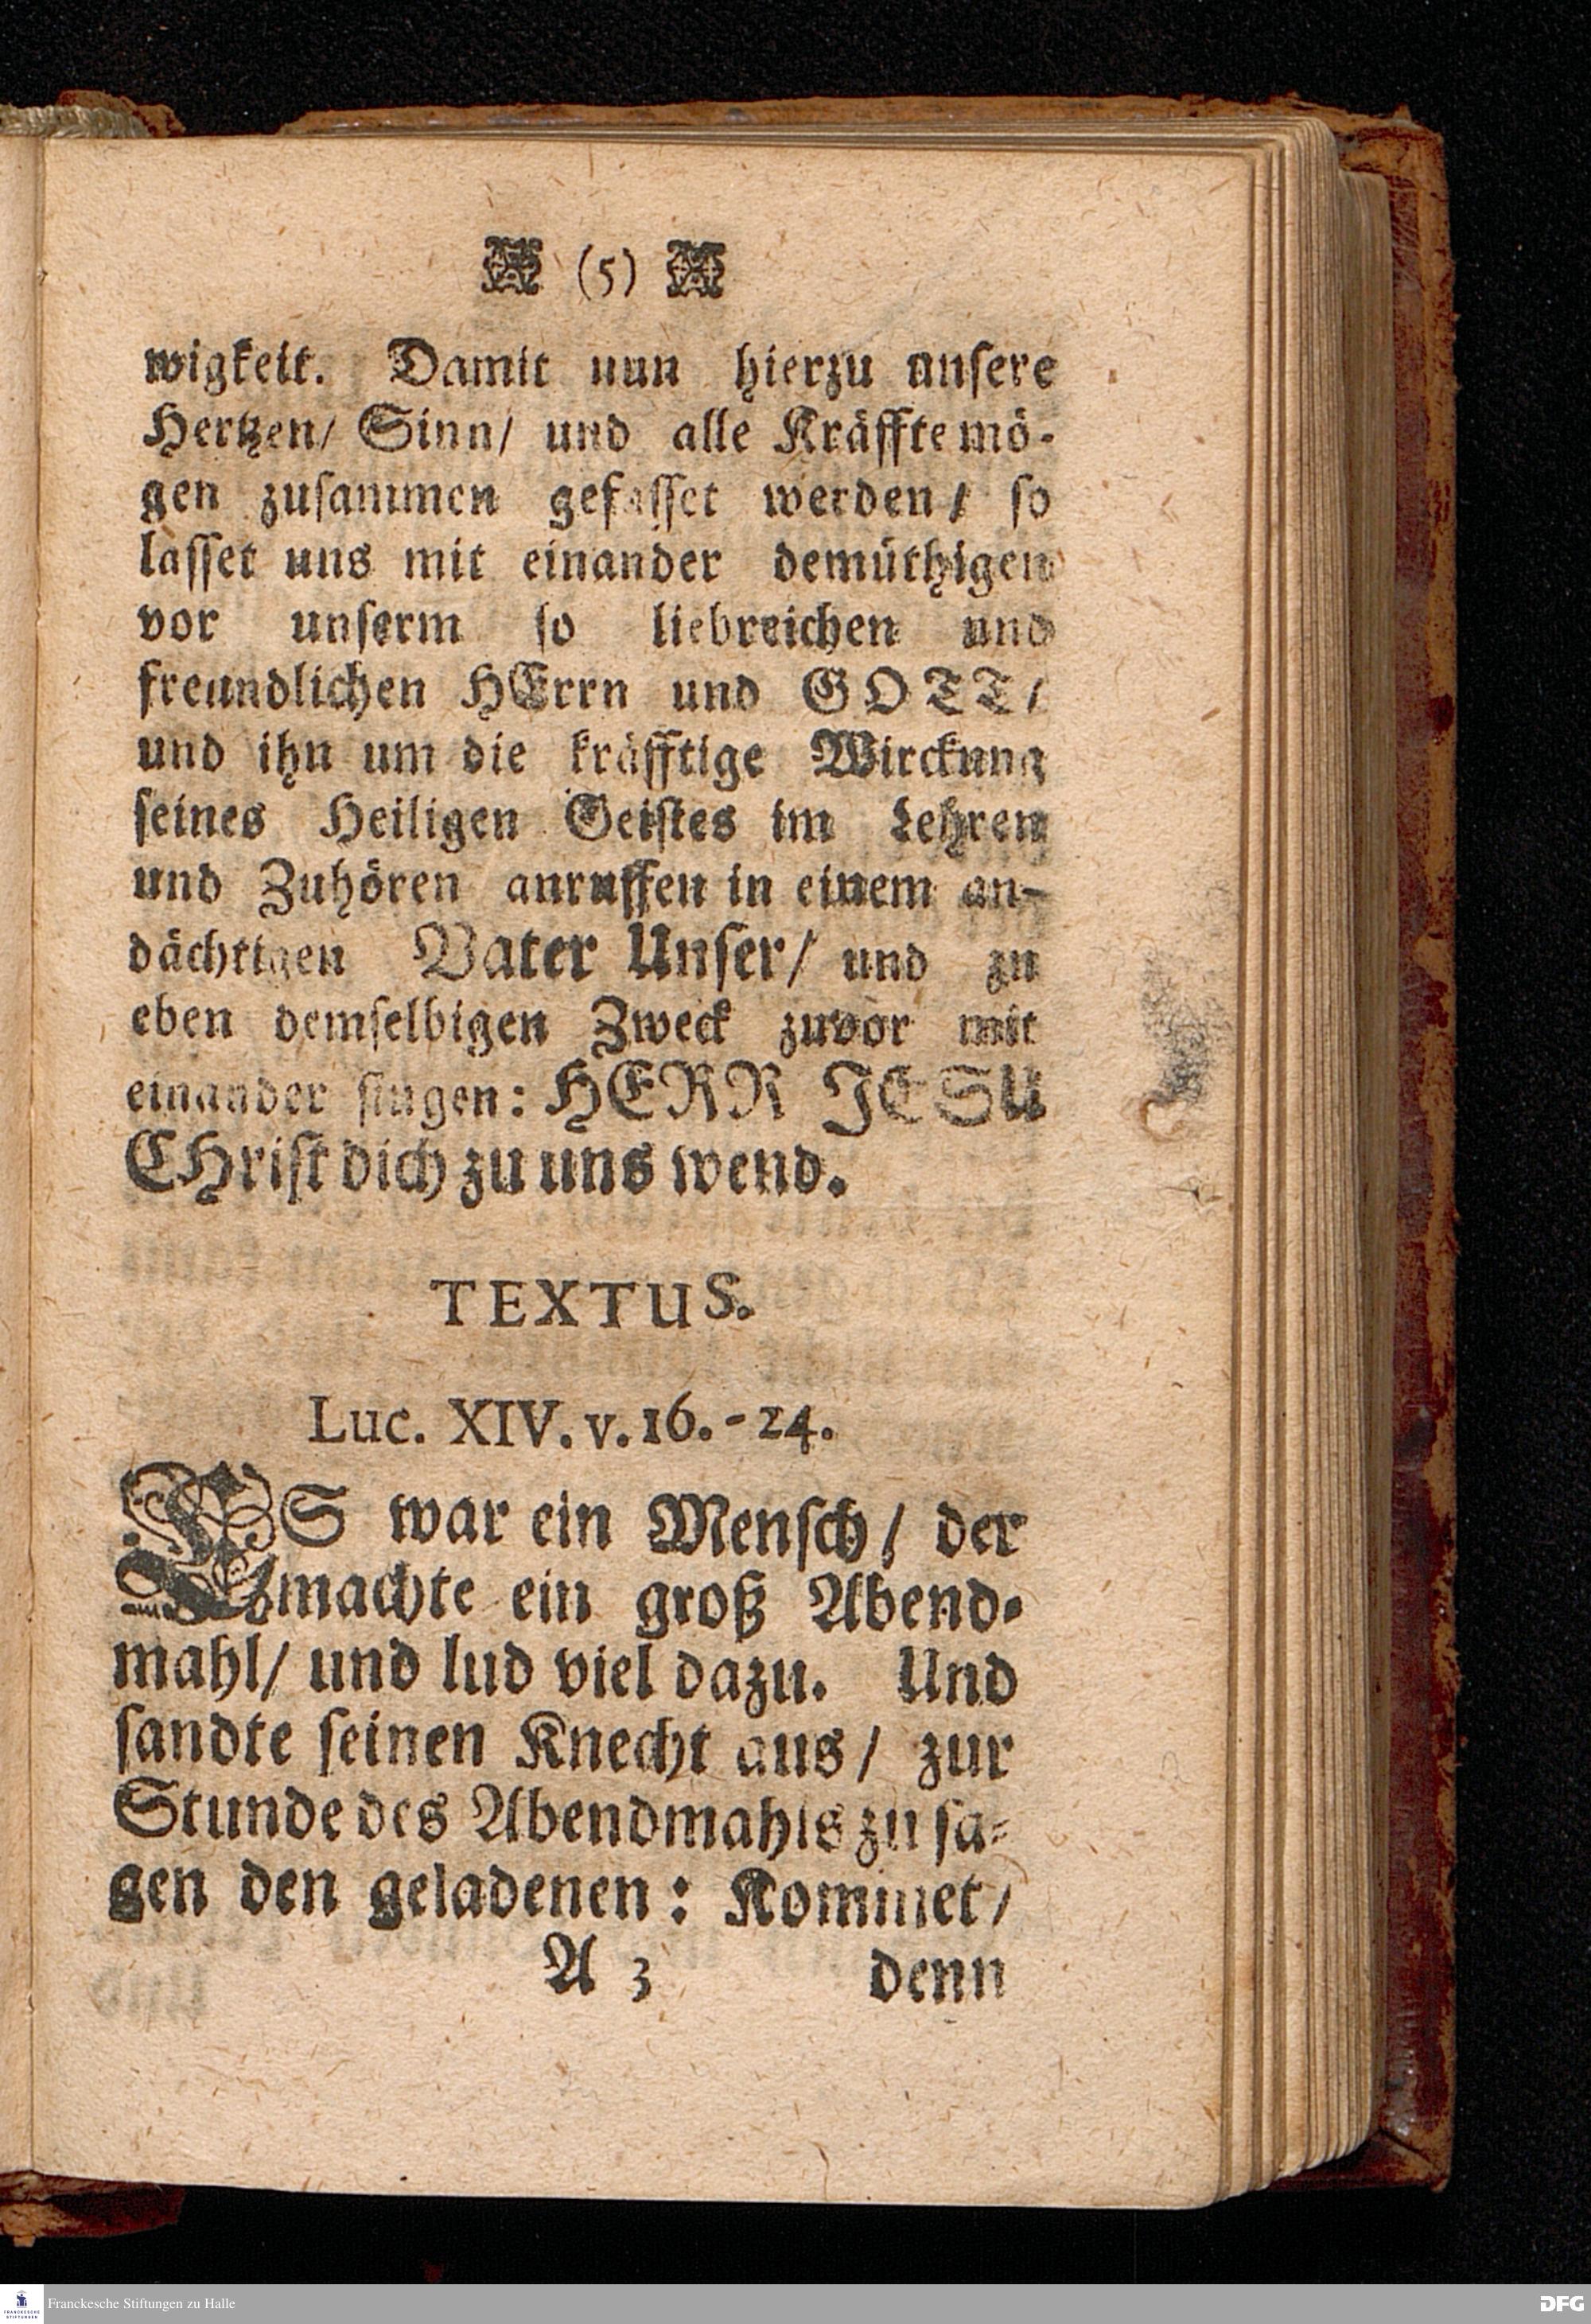 (5)
wigkeit. Damit nun hierzu unsere
Hertzen/ Sinn/ und alle Kräffte mö-
gen zusammen gefasset werden/ so
lasset uns mit einander demüthigen
vor unserm so liebreichen und
freundlichen HErrn und GOTT/
und ihn um die kräfftige Wirckung
seines Heiligen Geistes im Lehren
und Zuhören anruffen in einem an-
dächtigen Vater Unser/ und zu
eben demselbigen Zweck zuvor mit
einander singen: HERR JESU
CHrist dich zu uns wend.
TEXTUS.
Luc. XIV. v. 16.-24.
ES war ein Mensch/ der
machte ein groß Abend-
mahl/ und lud viel dazu. Und
sandte seinen Knecht aus/ zur
Stunde des Abendmahls zu sa-
gen den geladenen: Kommet/
A 3 denn
FRANCKESCHE
STIFTUNGEN
Franckesche Stiftungen zu Halle
DFG